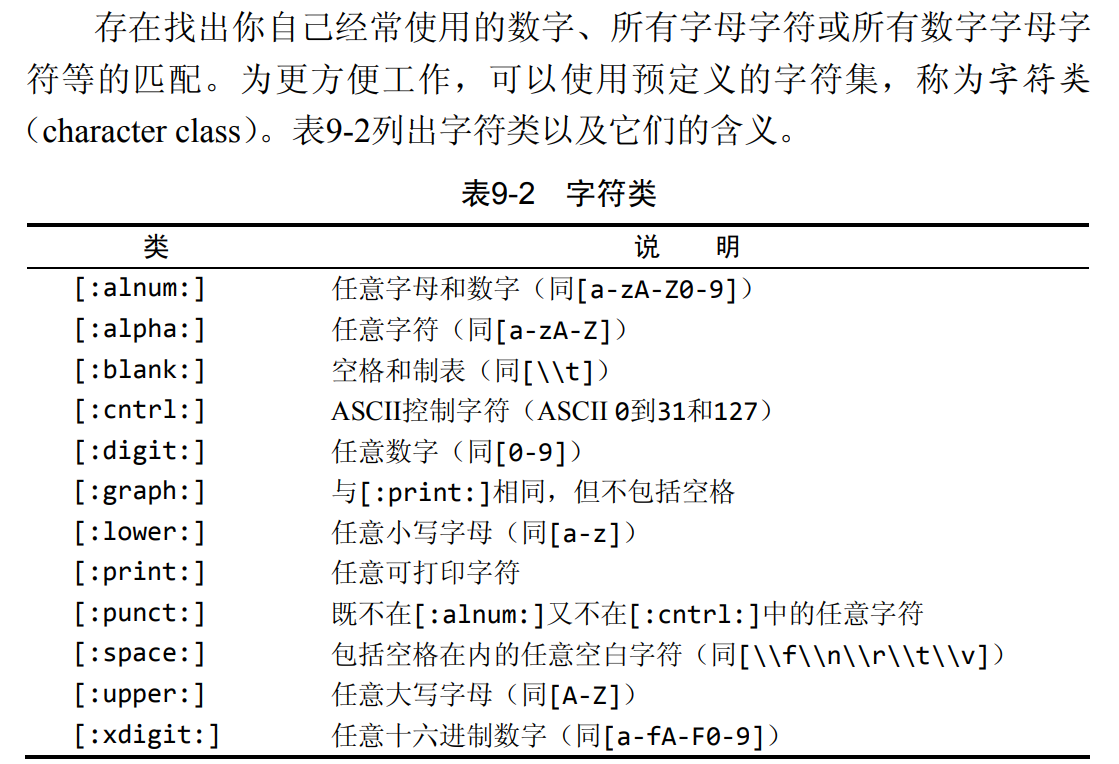 存在找出你自己经常使用的数字、所有字母字符或所有数字字母字
符等的匹配。为更方便工作，可以使用预定义的字符集，称为字符类
（character class）。表9-2列出字符类以及它们的含义。
表9-2 字符类
类 说 明
[:alnum:] 任意字母和数字（同[a-zA-Z0-9]）
[:alpha:] 任意字符（同[a-zA-Z]）
[:blank:] 空格和制表（同[\\t]）
[:cntrl:] ASCII控制字符（ASCII 0到31和127）
[:digit:] 任意数字（同[0-9]）
[:graph:] 与[:print:]相同，但不包括空格
[:lower:] 任意小写字母（同[a-z]）
[:print:] 任意可打印字符
[:punct:] 既不在[:alnum:]又不在[:cntrl:]中的任意字符
[:space:] 包括空格在内的任意空白字符（同[\\f\\n\\r\\t\\v]）
[:upper:] 任意大写字母（同[A-Z]）
[:xdigit:] 任意十六进制数字（同[a-fA-F0-9]）